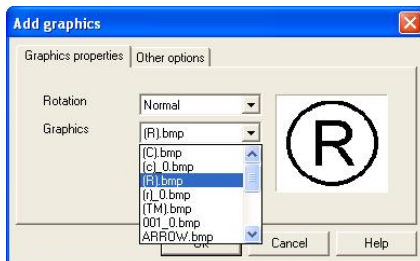 Add graphics
Graphics properties
Other options
Rotation
Normal
Graphics
(R).bmp
(C).bmp
(c)_0.bmp
(R).bmp
(r)_0.bmp
(TM).bmp
001_0.bmp
ARROW.bmp
R
Cancel
Help